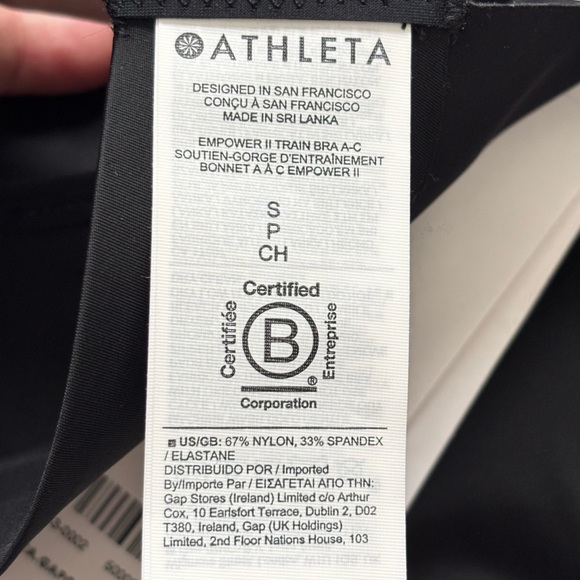 ATHLETA
DESIGNED IN SAN FRANCISCO
CONÇU À SAN FRANCISCO
MADE IN SRI LANKA
EMPOWER II TRAIN BRA A-C
SOUTIEN-GORGE D'ENTRAÎNEMENT
BONNET A À C EMPOWER II
S
P
CH
Certified
Certifiée
B
Entreprise
®
Corporation
US/GB: 67% NYLON, 33% SPANDEX
/ ELASTANE
DISTRIBUIDO POR / Imported
By/Importe Par / ΕΙΣΑΓΕΤΑΙ ΑΠΟ ΤΗΝ:
Gap Stores (Ireland) Limited c/o Arthur
Cox, 10 Earlsfort Terrace, Dublin 2, D02
T380, Ireland, Gap (UK Holdings)
Limited, 2nd Floor Nations House, 103